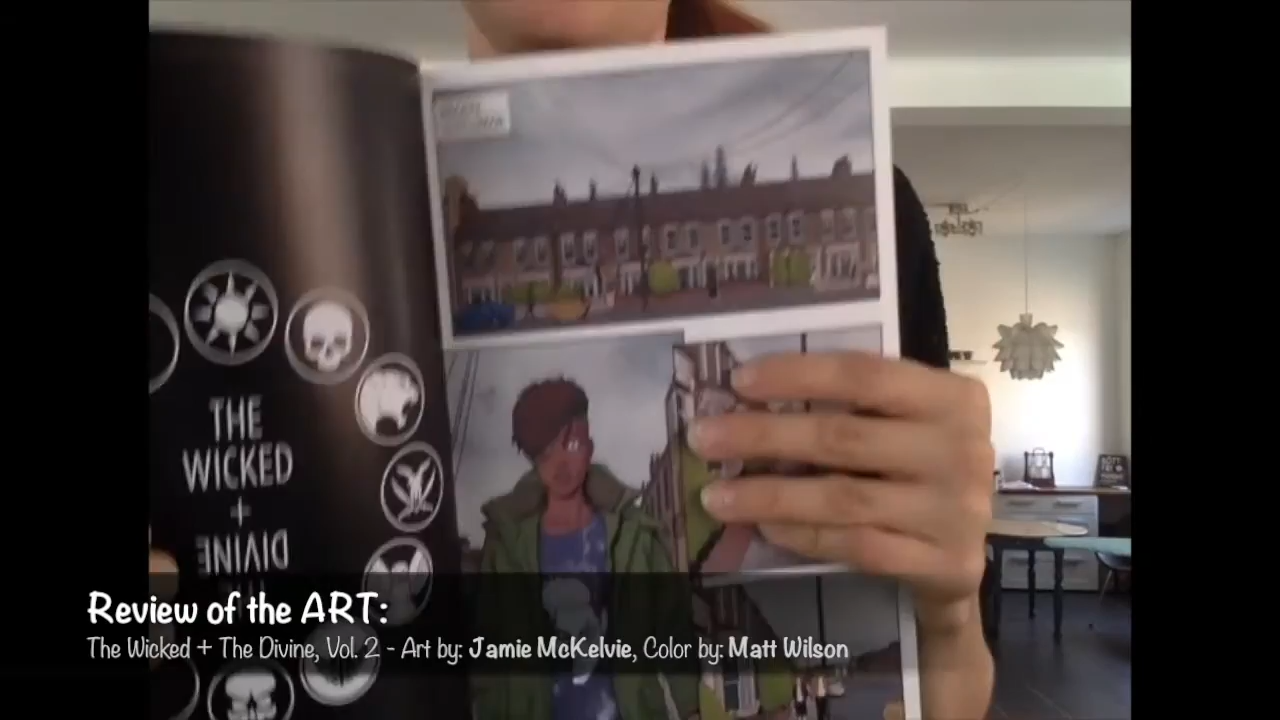 THE
WICKED
+
DIVINE
Review of the ART:
The Wicked + The Divine, Vol. 2 - Art by: Jamie McKelvie, Color by: Matt Wilson